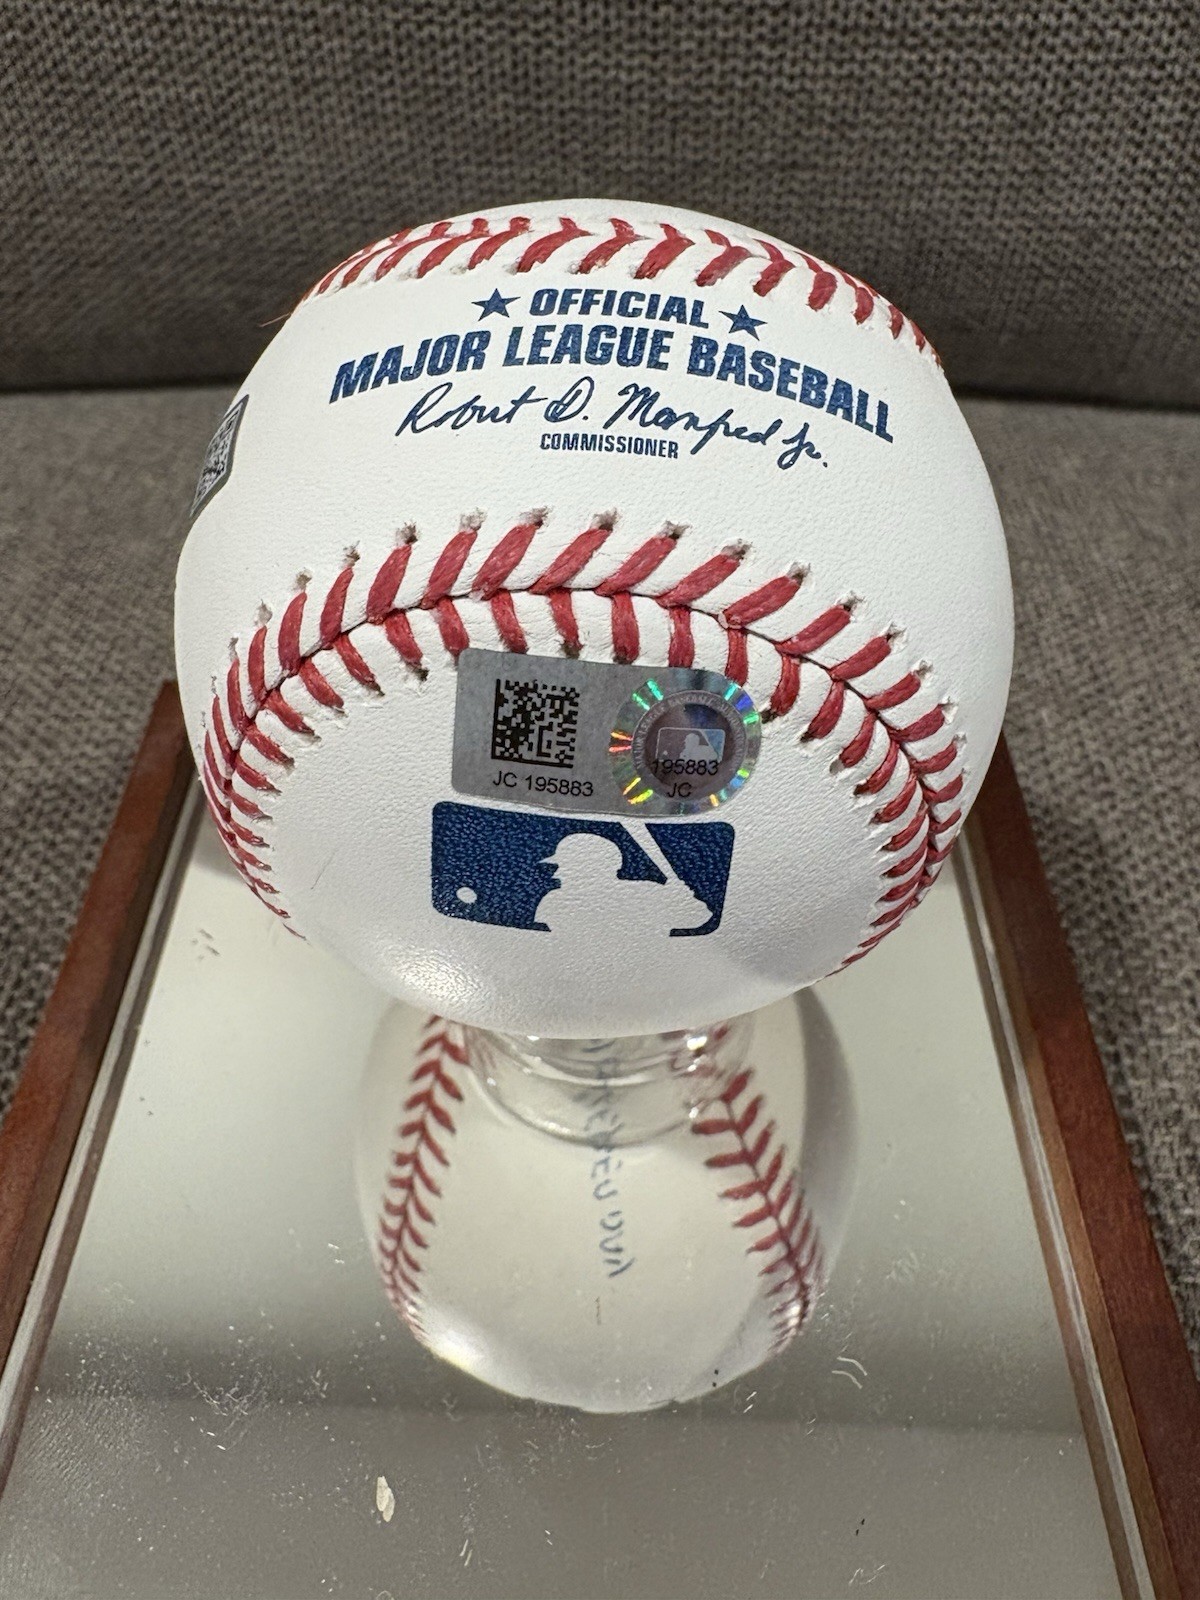 ★ OFFICIAL ★
MAJOR LEAGUE BASEBALL
Robert D. Manfred Jr.
COMMISSIONER
JC 195883
195883
JC